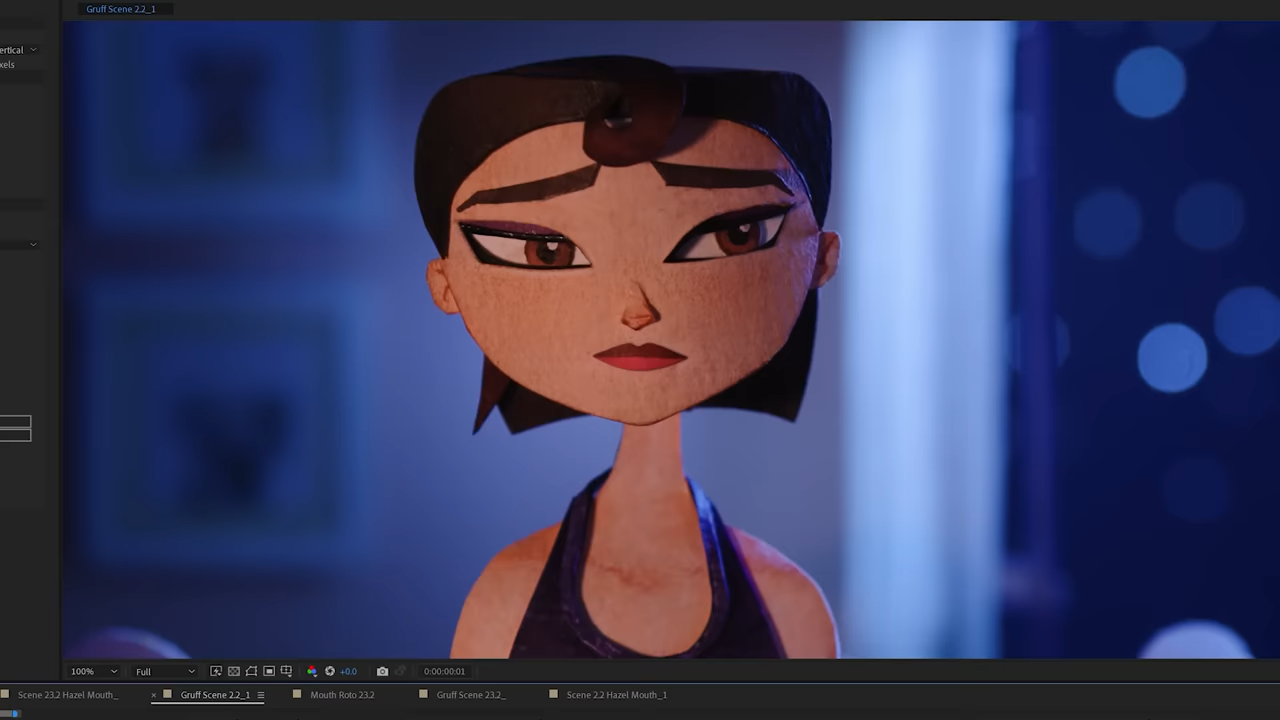 Gruff Scene 2.2_1
ertical
xels
100% Full +0.0 0:00:00:01
Scene 23.2 Hazel Mouth_ Gruff Scene 2.2_1 Mouth Roto 23.2 Gruff Scene 23.2_ Scene 2.2 Hazel Mouth_1